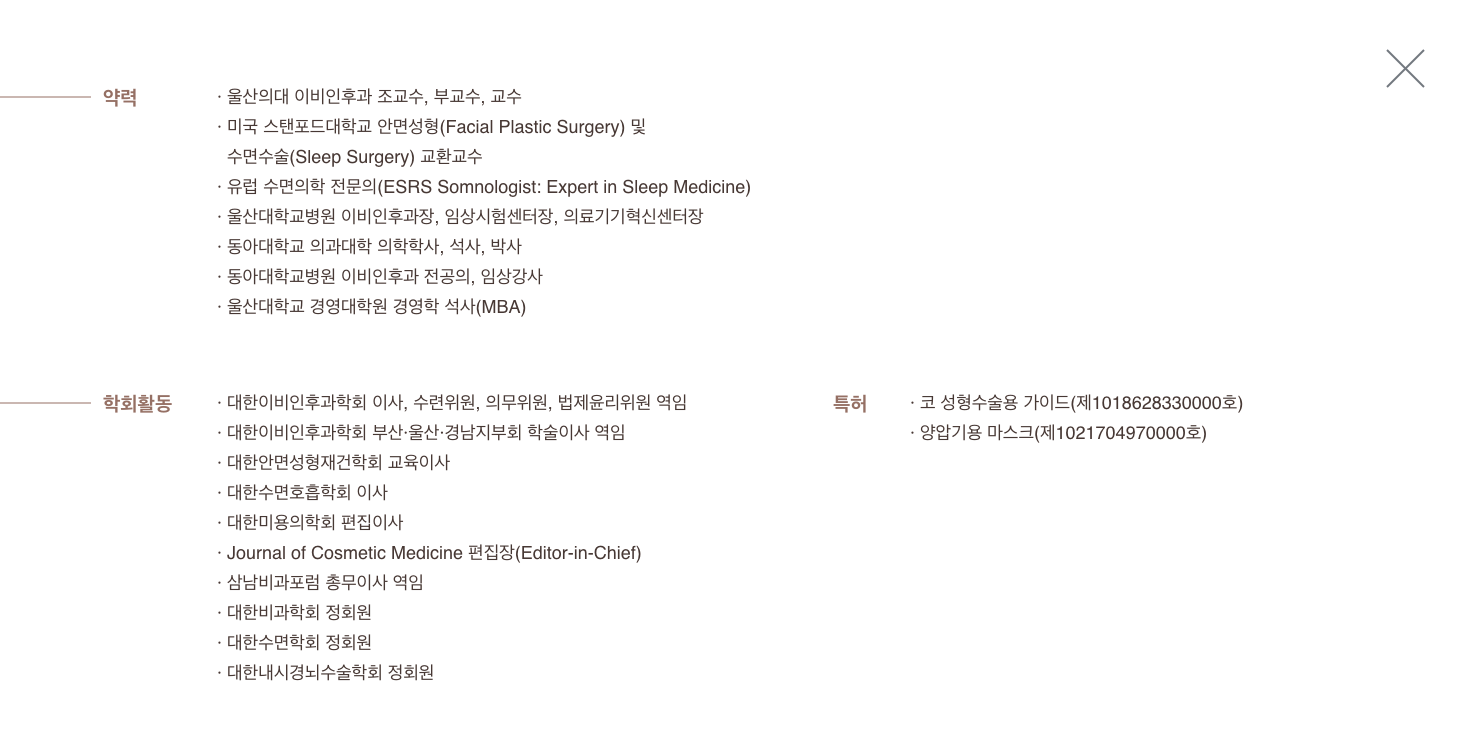 약력
· 울산의대 이비인후과 조교수, 부교수, 교수
· 미국 스탠포드대학교 안면성형(Facial Plastic Surgery) 및
수면수술(Sleep Surgery) 교환교수
· 유럽 수면의학 전문의(ESRS Somnologist: Expert in Sleep Medicine)
· 울산대학교병원 이비인후과장, 임상시험센터장, 의료기기혁신센터장
· 동아대학교 의과대학 의학학사, 석사, 박사
· 동아대학교병원 이비인후과 전공의, 임상강사
· 울산대학교 경영대학원 경영학 석사(MBA)
학회활동
· 대한이비인후과학회 이사, 수련위원, 의무위원, 법제윤리위원 역임
· 대한이비인후과학회 부산·울산·경남지부회 학술이사 역임
· 대한안면성형재건학회 교육이사
· 대한수면호흡학회 이사
· 대한미용의학회 편집이사
· Journal of Cosmetic Medicine 편집장(Editor-in-Chief)
· 삼남비과포럼 총무이사 역임
· 대한비과학회 정회원
· 대한수면학회 정회원
· 대한내시경뇌수술학회 정회원
특허
· 코 성형수술용 가이드(제1018628330000호)
· 양압기용 마스크(제1021704970000호)